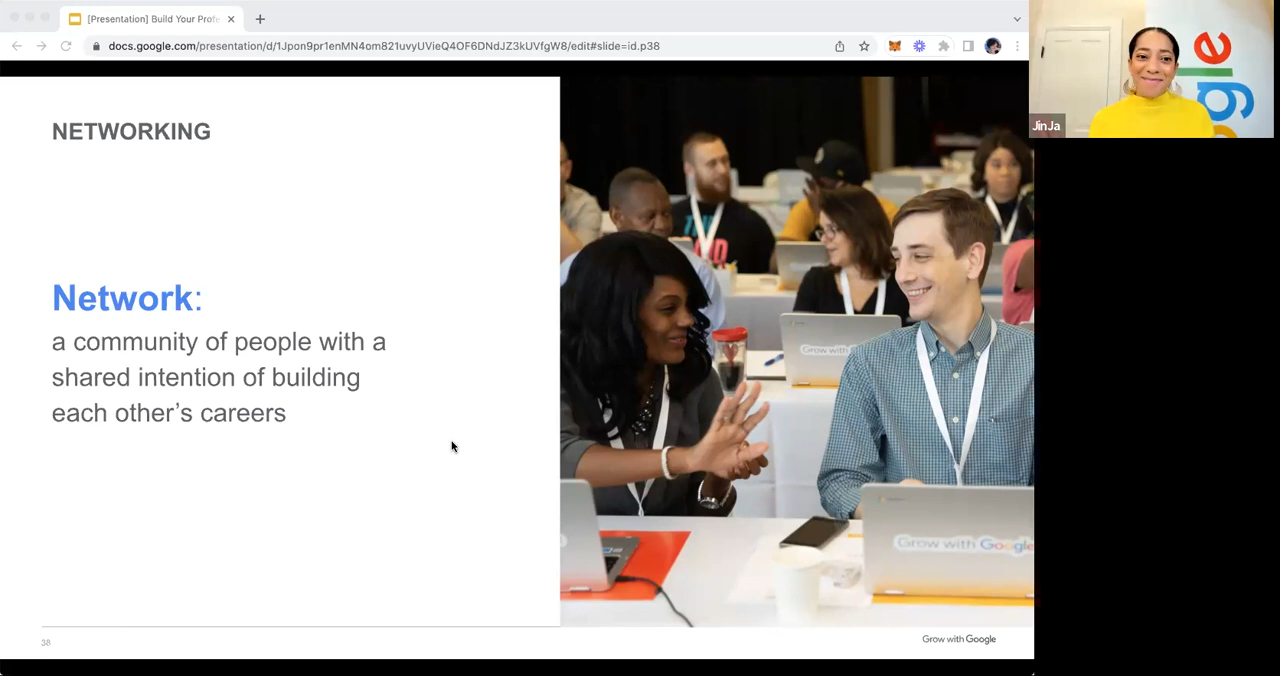 [Presentation] Build Your Profe
docs.google.com/presentation/d/1Jpon9pr1enMN4om821uvyUVieQ4OF6DNdJZ3kUVfgW8/edit#slide=id.p38
JinJa
NETWORKING
Network:
a community of people with a
shared intention of building
each other's careers
Grow with
Grow with Google
38
Grow with Google